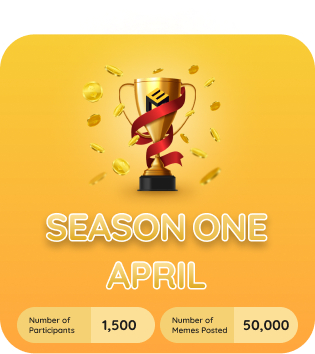 SEASON ONE
APRIL
Number of
Participants
1,500
Number of
Memes Posted
50,000